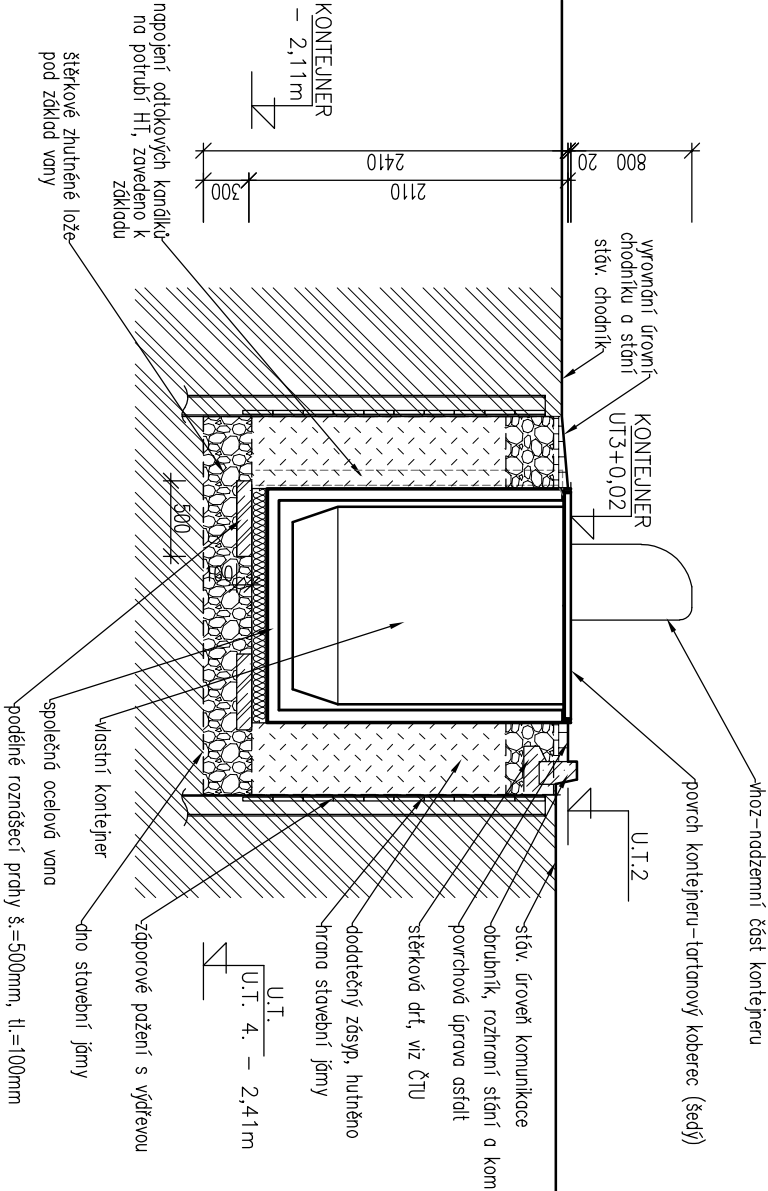 vhoz-nadzemní část kontejneru
povrch kontejneru-tartanový koberec (šedý)
U.T.2
stáv. úroveň komunikace
obrubník, rozhraní stání a kom
povrchová úprava asfalt
stěrková drť, viz ČTU
dodatečný zásyp, hutněno
hrana stavební jámy
záporové pažení s výdřevou
U.T.
U.T. 4. - 2,41m
dno stavební jámy
podélné roznášecí prahy š.=500mm, tl.=100mm
společná ocelová vana
vlastní kontejner
KONTEJNER
UT3+0,02
vyrovnání úrovní
chodníku a stání
stáv. chodník
800
20
2410
2110
300
500
KONTEJNER
- 2,11m
napojení odtokových kanálků
na potrubí HT, zavedeno k
základu
štěrkové zhutněné lože
pod základ vany